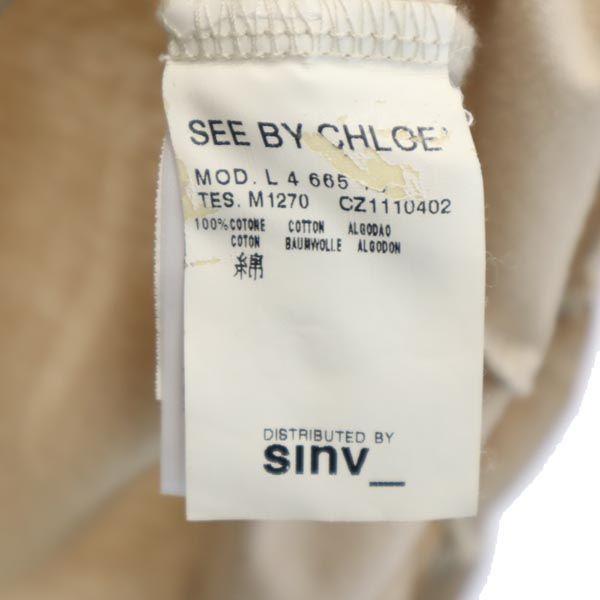 SEE BY CHLOE'
MOD. L 4 665
TES. M1270 CZ1110402
100%COTONE COTTON ALGODAO
COTON BAUMWOLLE ALGODON
綿
DISTRIBUTED BY
sinv_